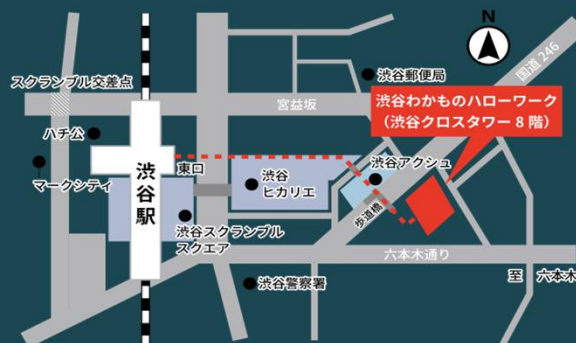 N
国道 246
渋谷郵便局
スクランブル交差点
宮益坂
渋谷わかものハローワーク
（渋谷クロスタワー 8 階）
ハチ公
東口
渋谷アクシュ
マークシティ
渋谷駅
渋谷
ヒカリエ
歩道橋
渋谷スクランブル
スクエア
六本木通り
渋谷警察署
至 六本木